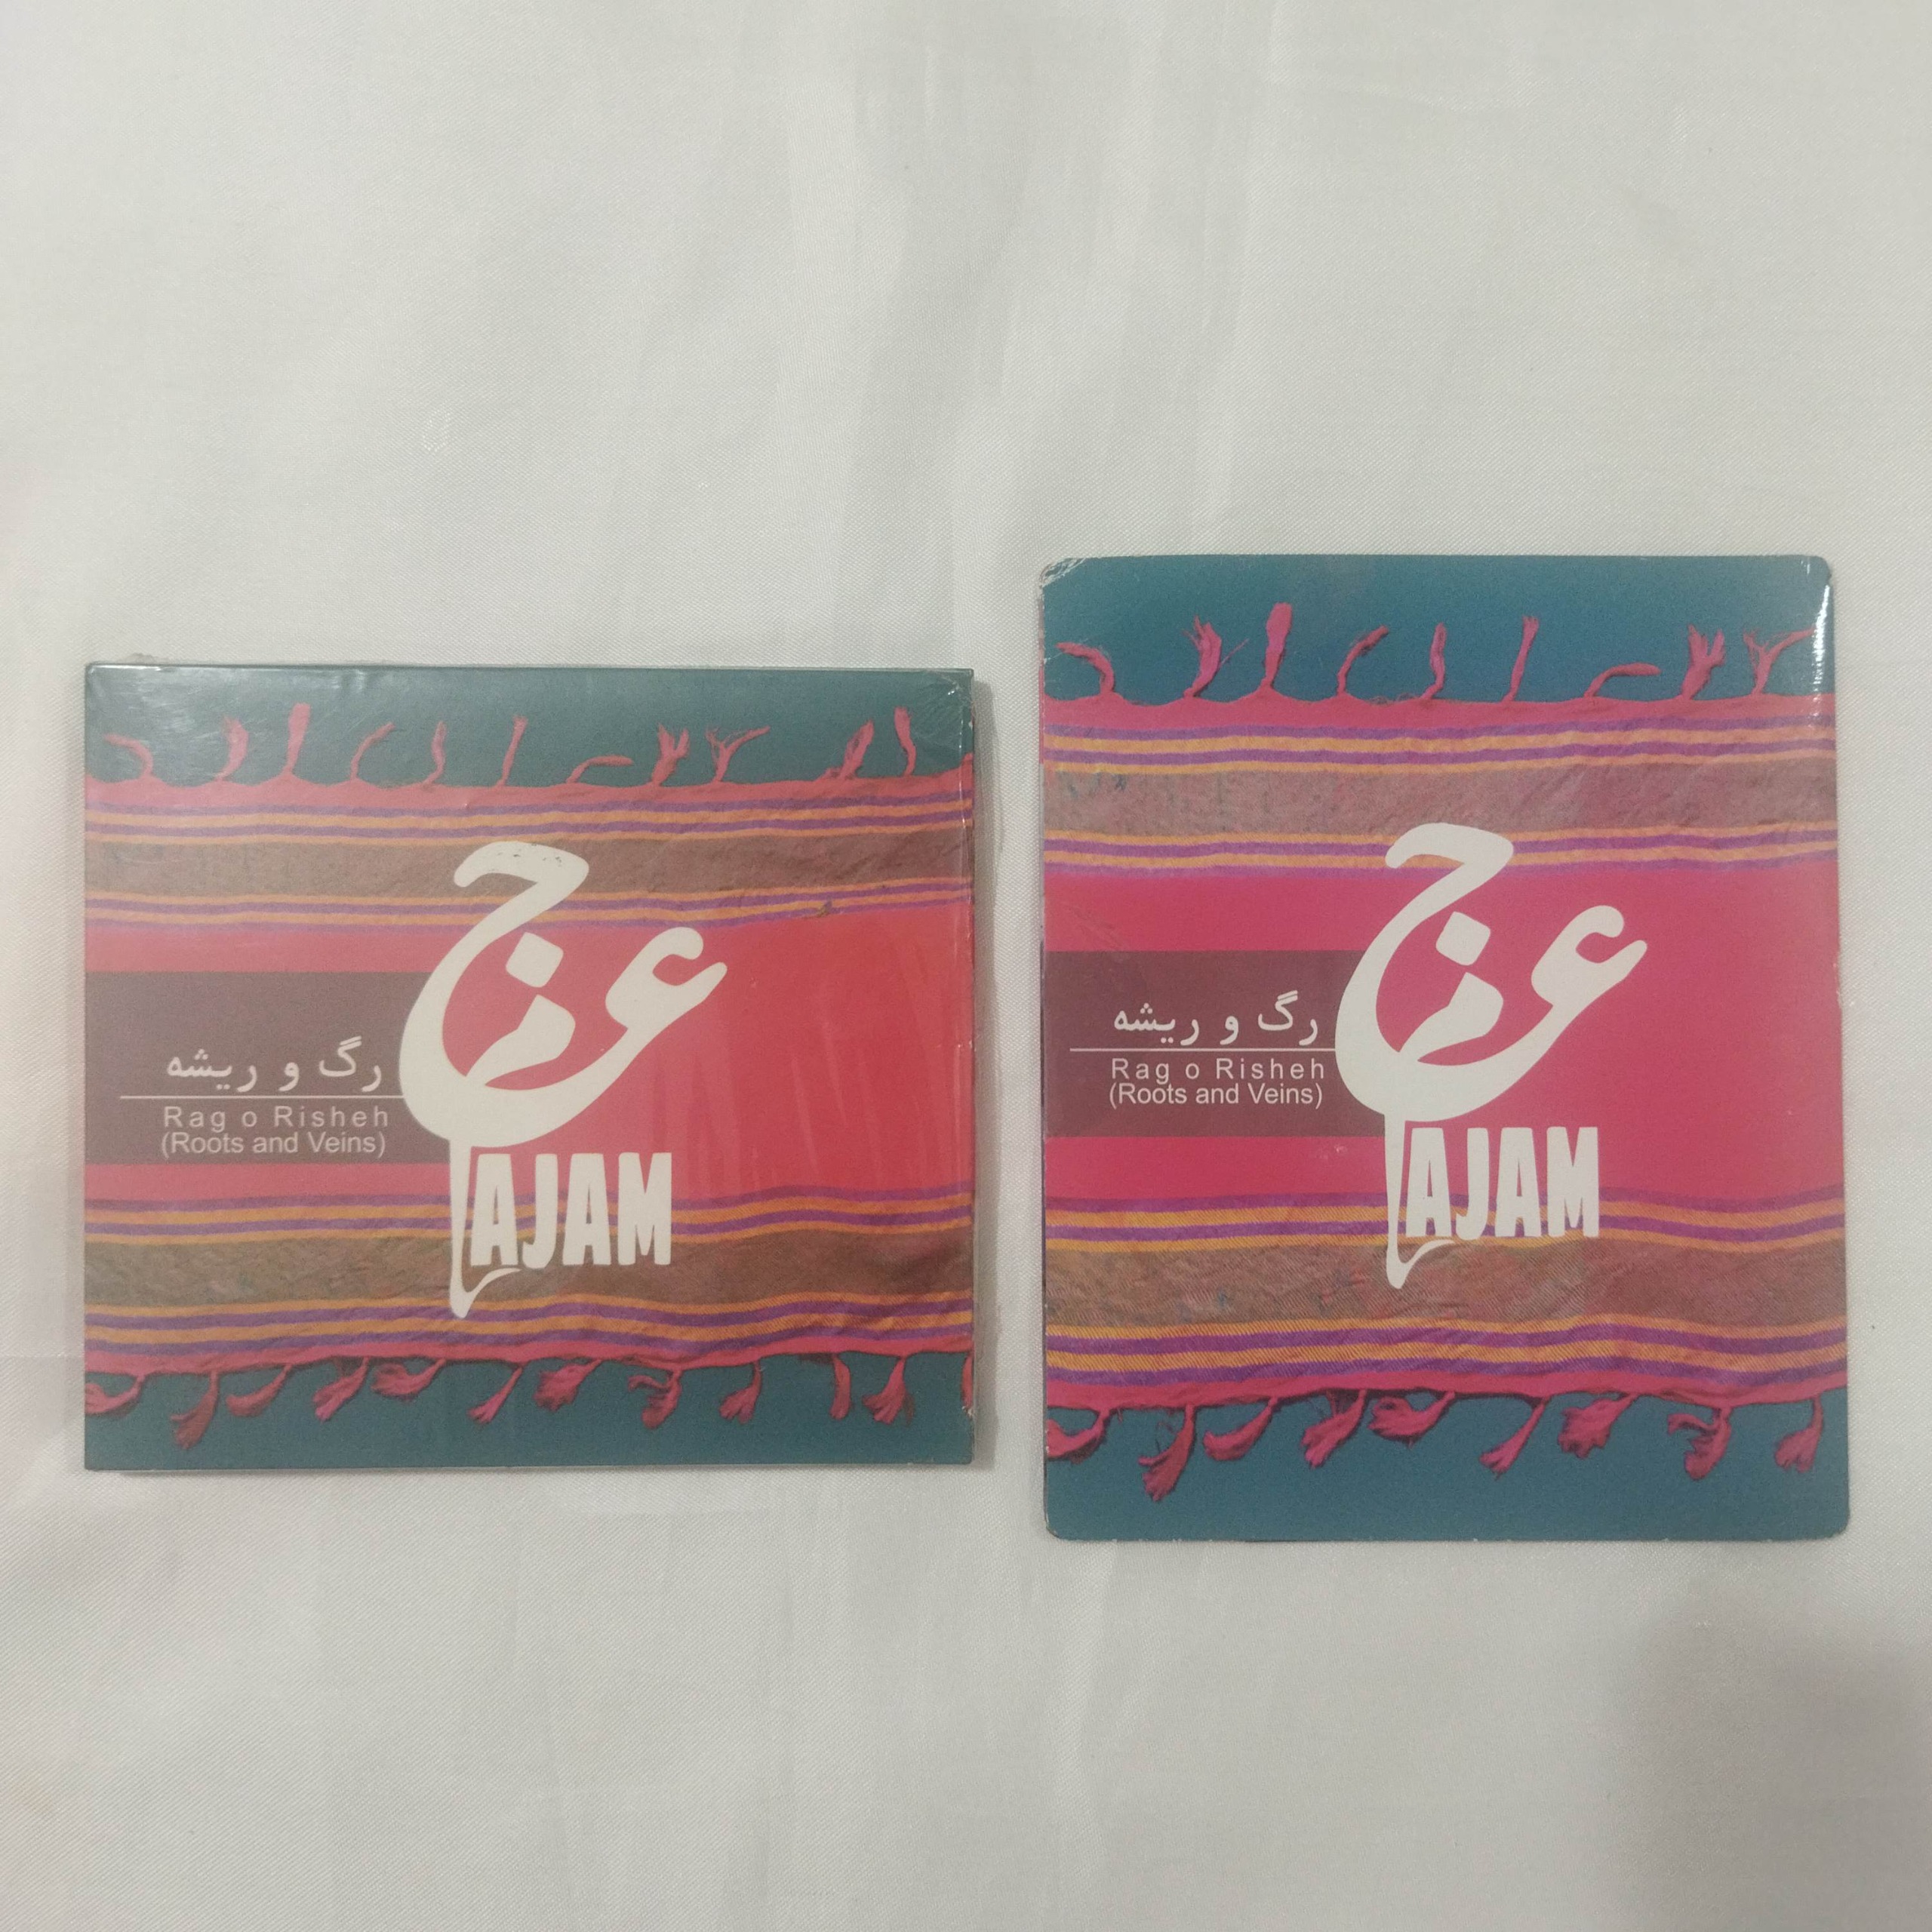 عجم
رگ و ریشه
Rag o Risheh
(Roots and Veins)
AJAM
عجم
رگ و ریشه
Rag o Risheh
(Roots and Veins)
AJAM